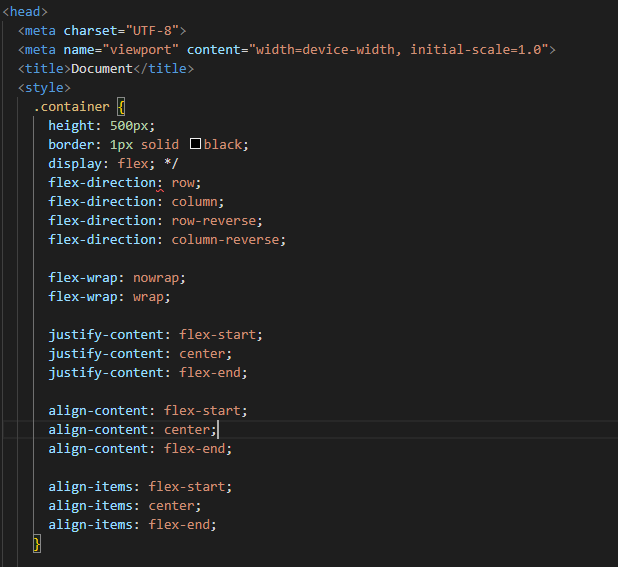 <head>
<meta charset="UTF-8">
<meta name="viewport" content="width=device-width, initial-scale=1.0">
<title>Document</title>
<style>
.container {
height: 500px;
border: 1px solid black;
display: flex; */
flex-direction: row;
flex-direction: column;
flex-direction: row-reverse;
flex-direction: column-reverse;
flex-wrap: nowrap;
flex-wrap: wrap;
justify-content: flex-start;
justify-content: center;
justify-content: flex-end;
align-content: flex-start;
align-content: center;
align-content: flex-end;
align-items: flex-start;
align-items: center;
align-items: flex-end;
}